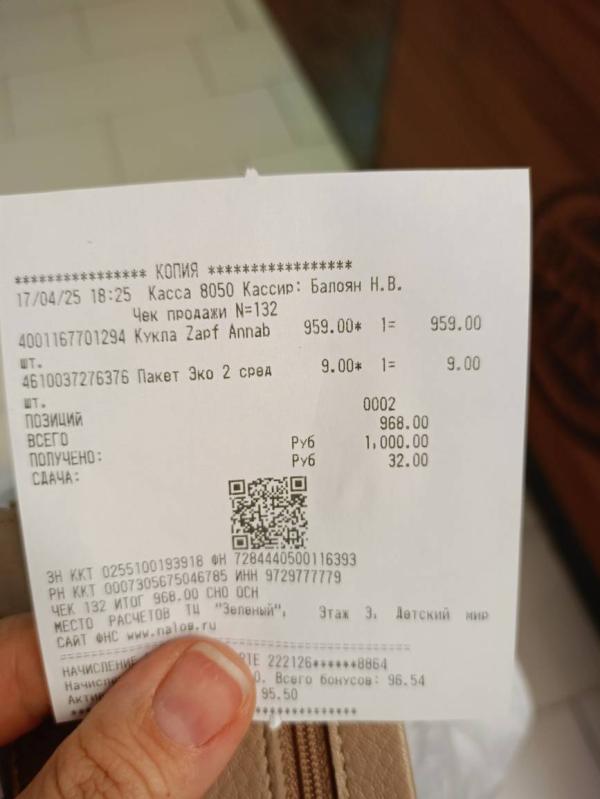 **************** КОПИЯ *****************
17/04/25 18:25 Касса 8050 Кассир: Балоян Н.В.
Чек продажи N=132
4001167701294 Кукла Zapf Annab 959.00* 1= 959.00
шт.
4610037276376 Пакет Эко 2 сред 9.00* 1= 9.00
шт.
ПОЗИЦИЙ 0002
ВСЕГО 968.00
ПОЛУЧЕНО: Руб 1,000.00
СДАЧА: Руб 32.00
ЗН ККТ 0255100193918 ФН 7284440500116393
РН ККТ 0007305675046785 ИНН 9729777779
ЧЕК 132 ИТОГ 968.00 СНО ОСН
МЕСТО РАСЧЕТОВ ТЦ "Зеленый", Этаж 3, Детский мир
САЙТ ФНС www.nalog.ru
НАЧИСЛЕНИЕ 222126******8864
Всего бонусов: 96.54
95.50